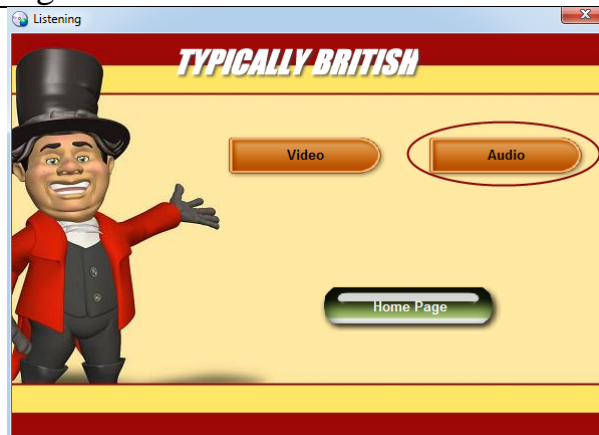 Listening
TYPICALLY BRITISH
Video
Audio
Home Page